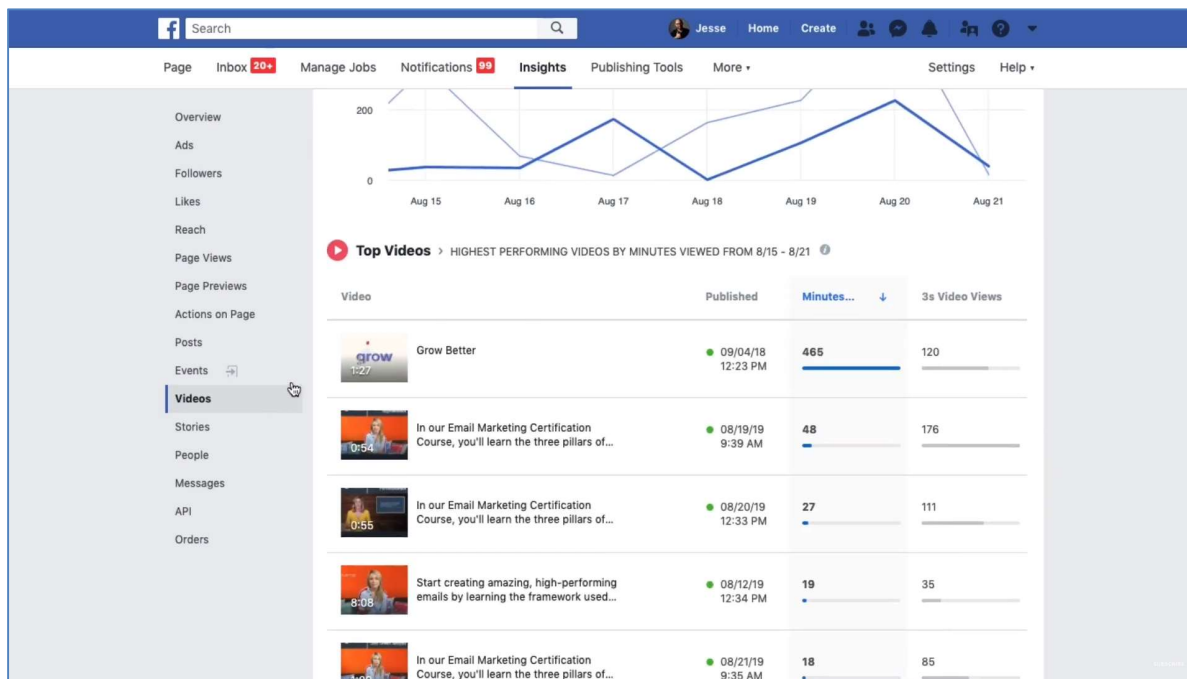 Search
Jesse Home Create
Page Inbox 20+ Manage Jobs Notifications 99 Insights Publishing Tools More Settings Help
Overview
Ads
Followers
Likes
Reach
Page Views
Page Previews
Actions on Page
Posts
Events
Videos
Stories
People
Messages
API
Orders
200
0
Aug 15 Aug 16 Aug 17 Aug 18 Aug 19 Aug 20 Aug 21
Top Videos > HIGHEST PERFORMING VIDEOS BY MINUTES VIEWED FROM 8/15 - 8/21
Video Published Minutes... 3s Video Views
grow
1:27
Grow Better
09/04/18
12:23 PM
465
120
0:54
In our Email Marketing Certification
Course, you'll learn the three pillars of...
08/19/19
9:39 AM
48
176
0:55
In our Email Marketing Certification
Course, you'll learn the three pillars of...
08/20/19
12:33 PM
27
111
8:08
Start creating amazing, high-performing
emails by learning the framework used...
08/12/19
12:34 PM
19
35
In our Email Marketing Certification
Course, you'll learn the three pillars of...
08/21/19
9:35 AM
18
85